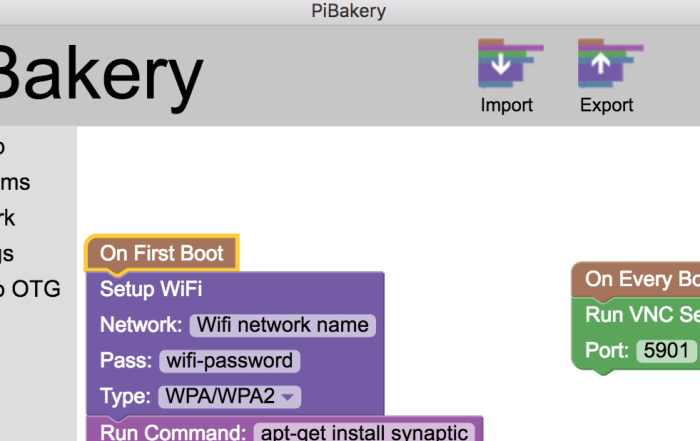 PiBakery
Bakery
Import
Export
ms
rk
gs
OTG
On First Boot
Setup WiFi
Network: Wifi network name
Pass: wifi-password
Type: WPA/WPA2
Run Command: apt-get install synaptic
On Every Bo
Run VNC Se
Port: 5901